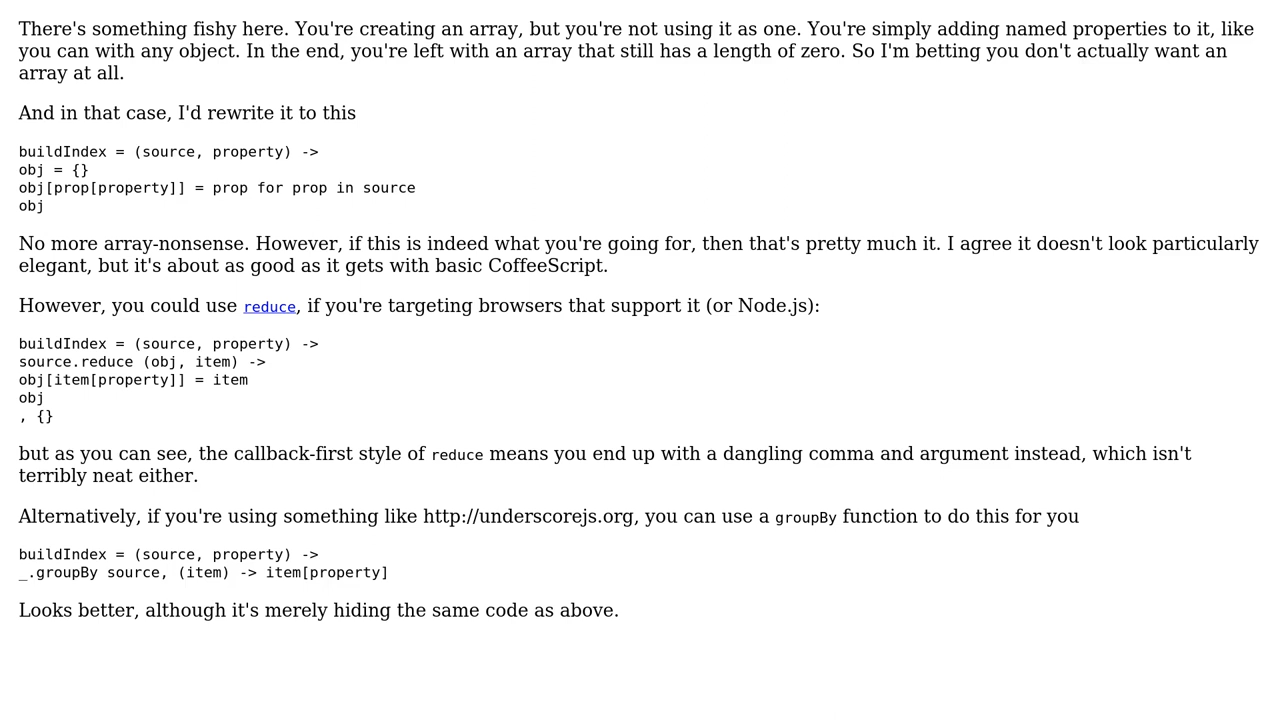 There's something fishy here. You're creating an array, but you're not using it as one. You're simply adding named properties to it, like
you can with any object. In the end, you're left with an array that still has a length of zero. So I'm betting you don't actually want an
array at all.
And in that case, I'd rewrite it to this
buildIndex = (source, property) ->
obj = {}
obj[prop[property]] = prop for prop in source
obj
No more array-nonsense. However, if this is indeed what you're going for, then that's pretty much it. I agree it doesn't look particularly
elegant, but it's about as good as it gets with basic CoffeeScript.
However, you could use reduce, if you're targeting browsers that support it (or Node.js):
buildIndex = (source, property) ->
source.reduce (obj, item) ->
obj[item[property]] = item
obj
, {}
but as you can see, the callback-first style of reduce means you end up with a dangling comma and argument instead, which isn't
terribly neat either.
Alternatively, if you're using something like http://underscorejs.org, you can use a groupBy function to do this for you
buildIndex = (source, property) ->
_.groupBy source, (item) -> item[property]
Looks better, although it's merely hiding the same code as above.